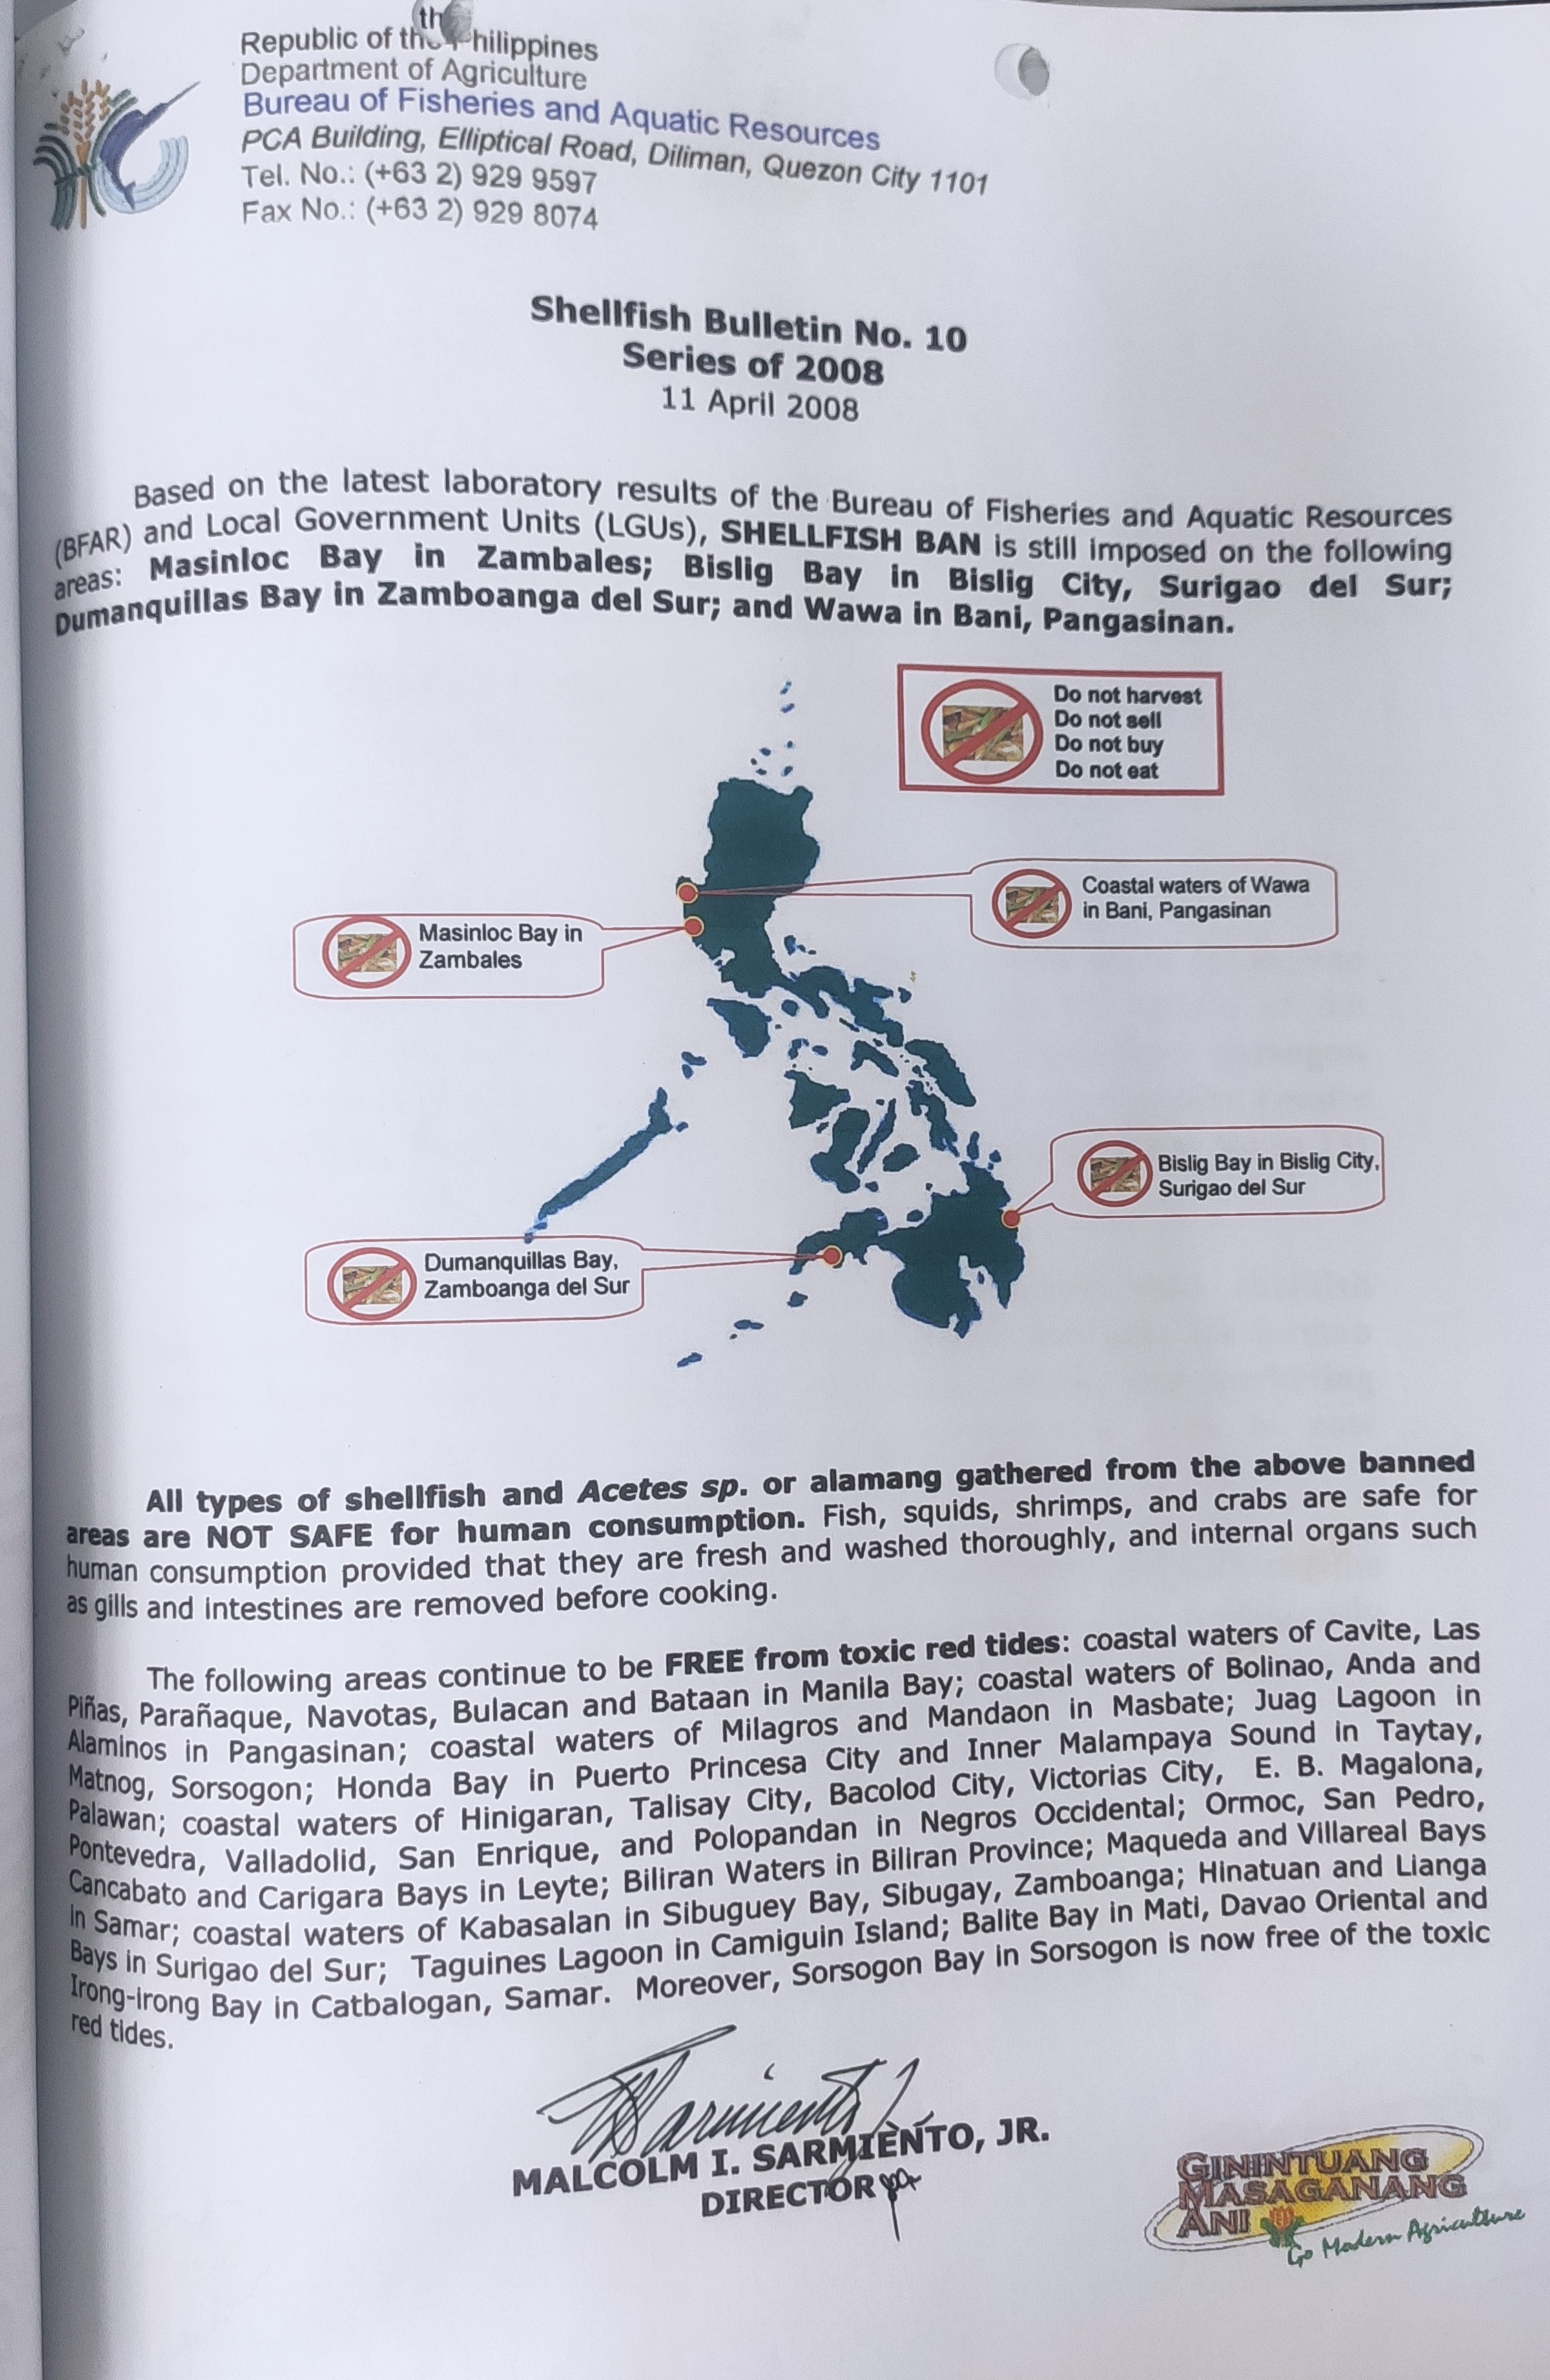 Republic of the Philippines
Department of Agriculture
Bureau of Fisheries and Aquatic Resources
PCA Building, Elliptical Road, Diliman, Quezon City 1101
Tel. No.: (+63 2) 929 9597
Fax No.: (+63 2) 929 8074
Shellfish Bulletin No. 10
Series of 2008
11 April 2008
Based on the latest laboratory results of the Bureau of Fisheries and Aquatic Resources
(BFAR) and Local Government Units (LGUs), SHELLFISH BAN is still imposed on the following
areas: Masinloc Bay in Zambales; Bislig Bay in Bislig City, Surigao del Sur;
Dumanquillas Bay in Zamboanga del Sur; and Wawa in Bani, Pangasinan.
Do not harvest
Do not sell
Do not buy
Do not eat
Coastal waters of Wawa
in Bani, Pangasinan
Masinloc Bay in
Zambales
Bislig Bay in Bislig City,
Surigao del Sur
Dumanquillas Bay,
Zamboanga del Sur
All types of shellfish and Acetes sp. or alamang gathered from the above banned
areas are NOT SAFE for human consumption. Fish, squids, shrimps, and crabs are safe for
human consumption provided that they are fresh and washed thoroughly, and internal organs such
as gills and intestines are removed before cooking.
The following areas continue to be FREE from toxic red tides: coastal waters of Cavite, Las
Piñas, Parañaque, Navotas, Bulacan and Bataan in Manila Bay; coastal waters of Bolinao, Anda and
Alaminos in Pangasinan; coastal waters of Milagros and Mandaon in Masbate; Juag Lagoon in
Matnog, Sorsogon; Honda Bay in Puerto Princesa City and Inner Malampaya Sound in Taytay,
Palawan; coastal waters of Hinigaran, Talisay City, Bacolod City, Victorias City, E. B. Magalona,
Pontevedra, Valladolid, San Enrique, and Polopandan in Negros Occidental; Ormoc, San Pedro,
Cancabato and Carigara Bays in Leyte; Biliran Waters in Biliran Province; Maqueda and Villareal Bays
in Samar; coastal waters of Kabasalan in Sibuguey Bay, Sibugay, Zamboanga; Hinatuan and Lianga
Bays in Surigao del Sur; Taguines Lagoon in Camiguin Island; Balite Bay in Mati, Davao Oriental and
Irong-irong Bay in Catbalogan, Samar. Moreover, Sorsogon Bay in Sorsogon is now free of the toxic
red tides.
MALCOLM I. SARMIENTO, JR.
DIRECTOR
GININTUANG
MASAGANANG
ANI
Go Modern Agriculture